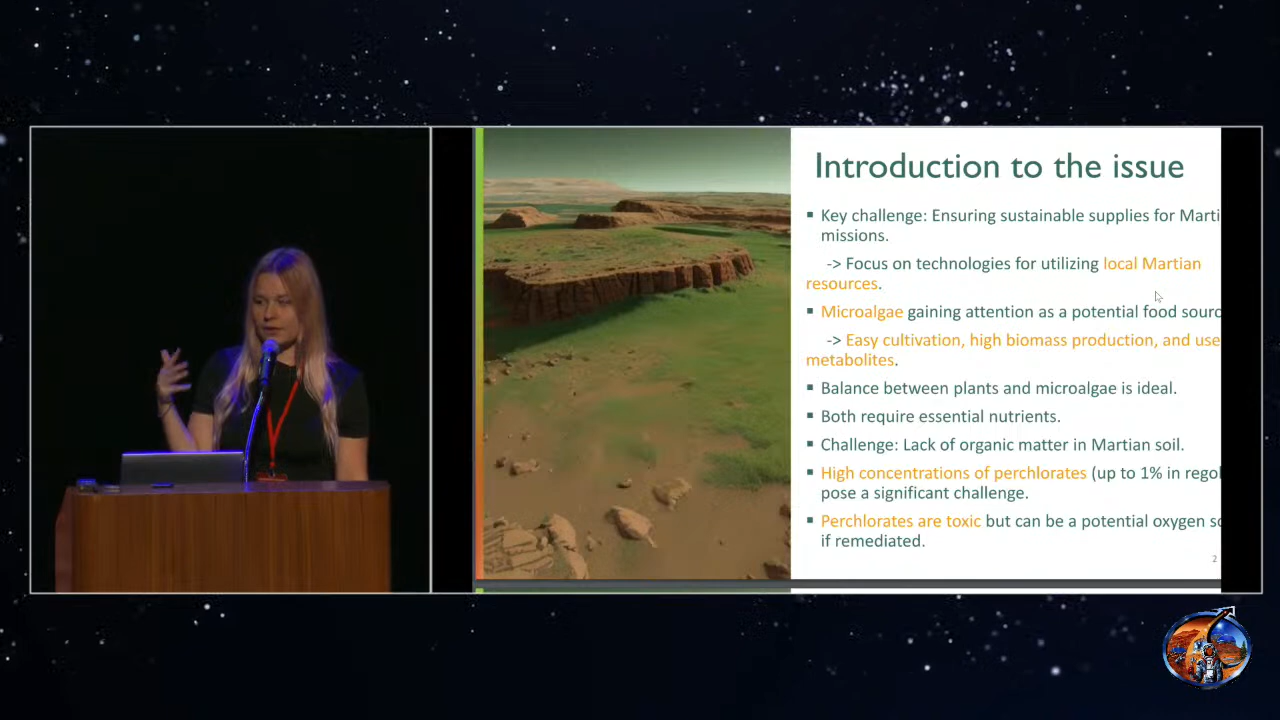 Introduction to the issue
▪ Key challenge: Ensuring sustainable supplies for Marti
missions.
-> Focus on technologies for utilizing local Martian
resources.
▪ Microalgae gaining attention as a potential food sourc
-> Easy cultivation, high biomass production, and use
metabolites.
▪ Balance between plants and microalgae is ideal.
▪ Both require essential nutrients.
▪ Challenge: Lack of organic matter in Martian soil.
▪ High concentrations of perchlorates (up to 1% in regol
pose a significant challenge.
▪ Perchlorates are toxic but can be a potential oxygen so
if remediated.
2